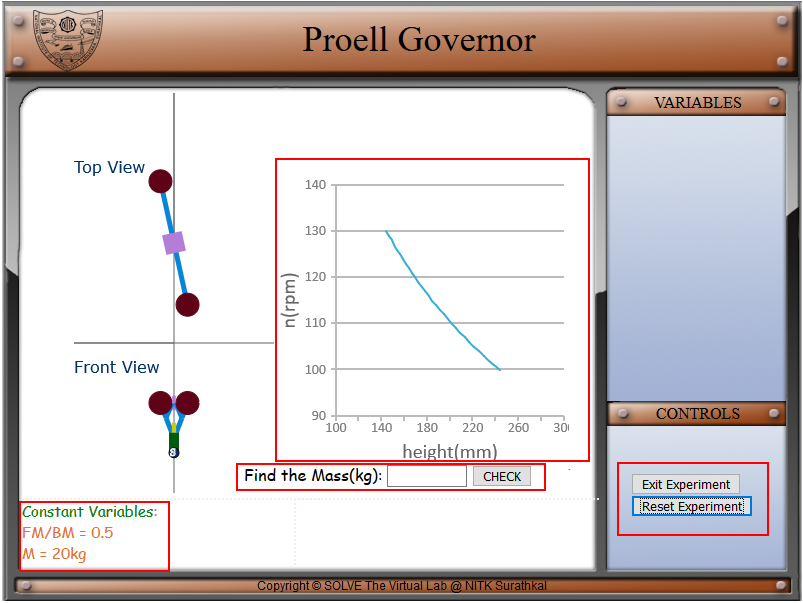 Proell Governor
Top View
Front View
140
130
120
110
100
90
n(rpm)
100 140 180 220 260 30
height(mm)
Find the Mass(kg): CHECK
Constant Variables:
FM/BM = 0.5
M = 20kg
VARIABLES
CONTROLS
Exit Experiment
Reset Experiment
Copyright © SOLVE The Virtual Lab @ NITK Surathkal